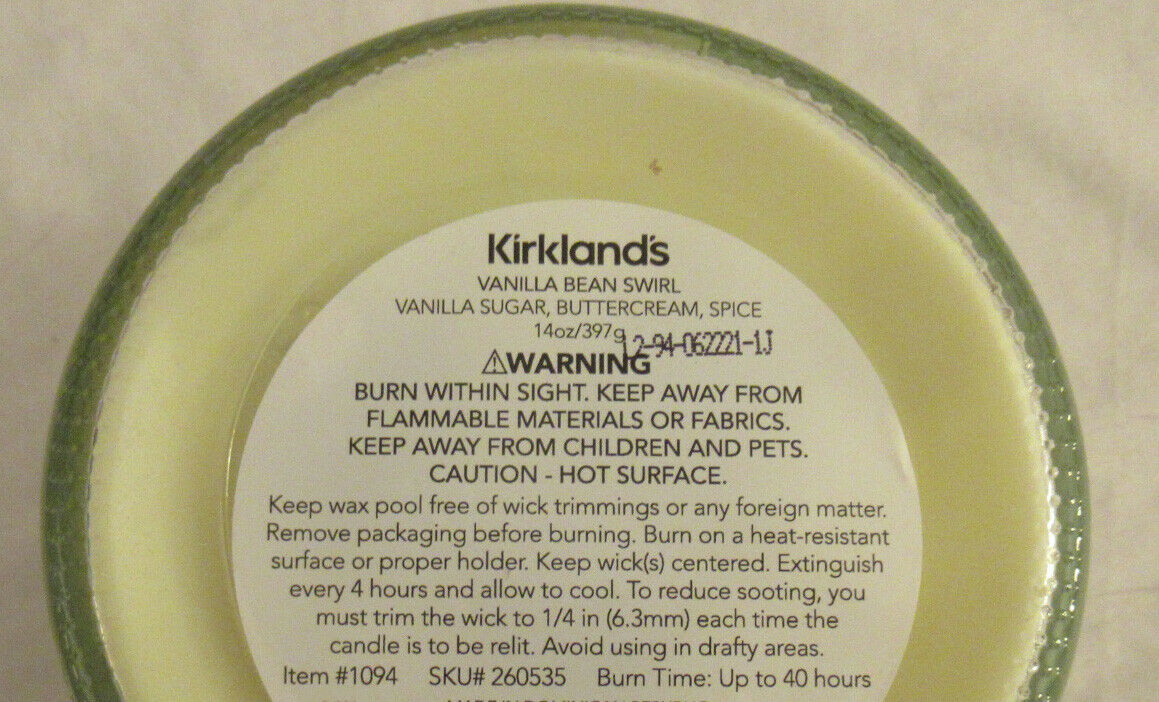 Kirkland's
VANILLA BEAN SWIRL
VANILLA SUGAR, BUTTERCREAM, SPICE
14oz/397g
L2-94-062221-1J
⚠WARNING
BURN WITHIN SIGHT. KEEP AWAY FROM
FLAMMABLE MATERIALS OR FABRICS.
KEEP AWAY FROM CHILDREN AND PETS.
CAUTION - HOT SURFACE.
Keep wax pool free of wick trimmings or any foreign matter.
Remove packaging before burning. Burn on a heat-resistant
surface or proper holder. Keep wick(s) centered. Extinguish
every 4 hours and allow to cool. To reduce sooting, you
must trim the wick to 1/4 in (6.3mm) each time the
candle is to be relit. Avoid using in drafty areas.
Item #1094 SKU# 260535 Burn Time: Up to 40 hours